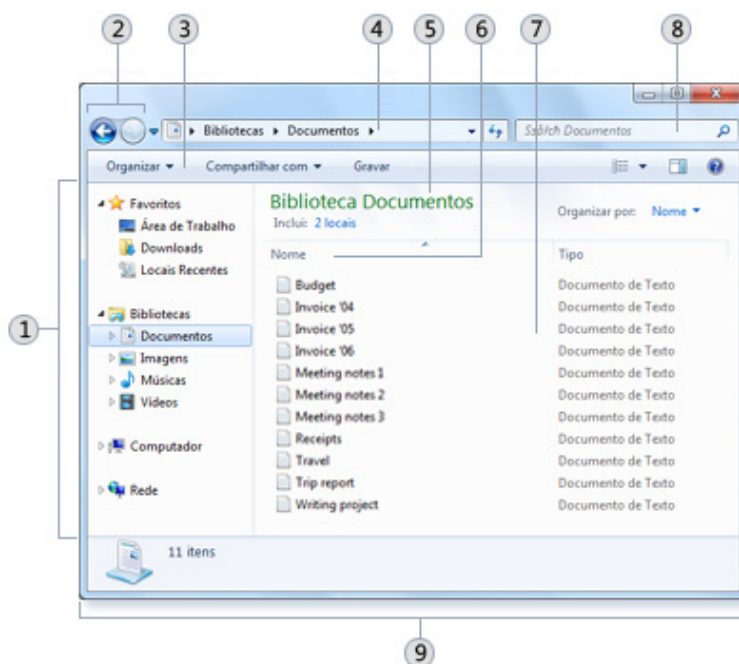 2 3 4 5 6 7 8
Bibliotecas Documentos
Documentos
Organizar Compartilhar com Gravar
1
Favoritos
Área de Trabalho
Downloads
Locais Recentes
Bibliotecas
Documentos
Imagens
Músicas
Vídeos
Computador
Rede
Biblioteca Documentos
Inclui: 2 locais
Organizar por: Nome
Nome Tipo
Budget Documento de Texto
Invoice '04 Documento de Texto
Invoice '05 Documento de Texto
Invoice '06 Documento de Texto
Meeting notes 1 Documento de Texto
Meeting notes 2 Documento de Texto
Meeting notes 3 Documento de Texto
Receipts Documento de Texto
Travel Documento de Texto
Trip report Documento de Texto
Writing project Documento de Texto
11 itens
9